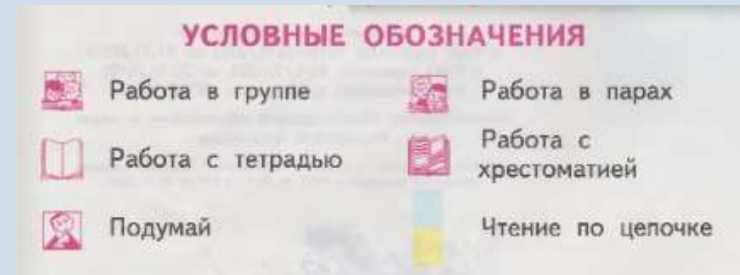 УСЛОВНЫЕ ОБОЗНАЧЕНИЯ
Работа в группе
Работа в парах
Работа с тетрадью
Работа с
хрестоматией
Подумай
Чтение по цепочке